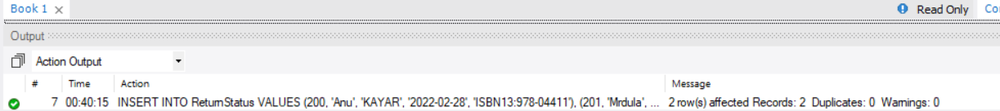 Book 1 × Read Only Co
Output
Action Output
# Time Action Message
7 00:40:15 INSERT INTO ReturnStatus VALUES (200, 'Anu', 'KAYAR', '2022-02-28', 'ISBN13:978-04411'), (201, 'Mrdula', ... 2 row(s) affected Records: 2 Duplicates: 0 Warnings: 0